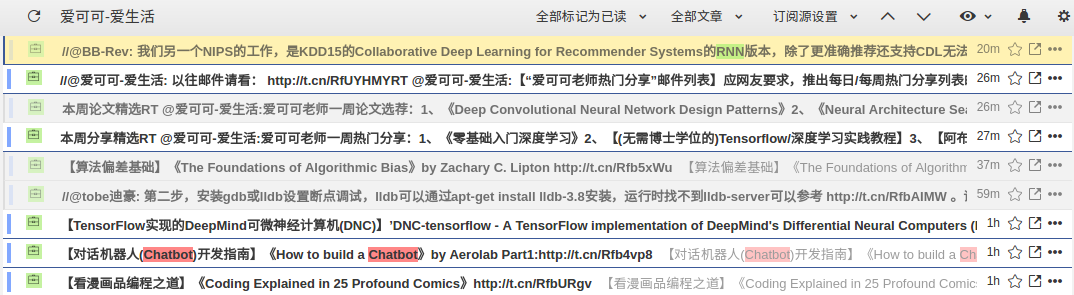 爱可可-爱生活 全部标记为已读 全部文章 订阅源设置
//@BB-Rev: 我们另一个NIPS的工作，是KDD15的Collaborative Deep Learning for Recommender Systems的RNN版本，除了更准确推荐还支持CDL无法 20m
//@爱可可-爱生活: 以往邮件请看： http://t.cn/RfUYHMYRT @爱可可-爱生活:【“爱可可老师热门分享”邮件列表】应网友要求，推出每日/每周热门分享列表 26m
本周论文精选RT @爱可可-爱生活:爱可可老师一周论文选荐：1、《Deep Convolutional Neural Network Design Patterns》2、《Neural Architecture Sea 26m
本周分享精选RT @爱可可-爱生活:爱可可老师一周热门分享：1、《零基础入门深度学习》2、【(无需博士学位的)Tensorflow/深度学习实践教程】3、【阿布 27m
【算法偏差基础】《The Foundations of Algorithmic Bias》by Zachary C. Lipton http://t.cn/Rfb5xWu 【算法偏差基础】《The Foundations of Algorithm 37m
//@tobe迪豪: 第二步，安装gdb或lldb设置断点调试，lldb可以通过apt-get install lldb-3.8安装，运行时找不到lldb-server可以参考 http://t.cn/RfbAlMW 。 59m
【TensorFlow实现的DeepMind可微神经计算机(DNC)】’DNC-tensorflow - A TensorFlow implementation of DeepMind's Differential Neural Computers ( 1h
【对话机器人(Chatbot)开发指南】《How to build a Chatbot》by Aerolab Part1:http://t.cn/Rfb4vp8 【对话机器人(Chatbot)开发指南】《How to build a Ch 1h
【看漫画品编程之道】《Coding Explained in 25 Profound Comics》http://t.cn/RfbURgv 【看漫画品编程之道】《Coding Explained in 25 Profound Comics 1h